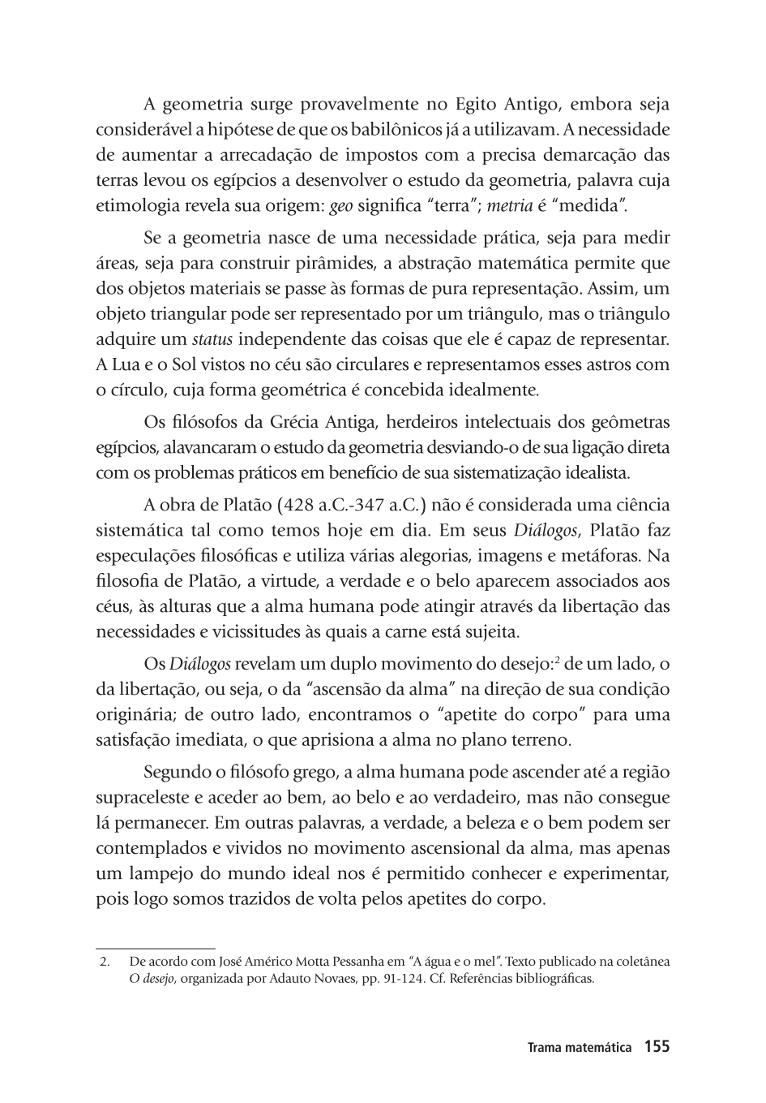 A geometria surge provavelmente no Egito Antigo, embora seja
considerável a hipótese de que os babilônicos já a utilizavam. A necessidade
de aumentar a arrecadação de impostos com a precisa demarcação das
terras levou os egípcios a desenvolver o estudo da geometria, palavra cuja
etimologia revela sua origem: geo significa “terra”; metria é “medida”.
Se a geometria nasce de uma necessidade prática, seja para medir
áreas, seja para construir pirâmides, a abstração matemática permite que
dos objetos materiais se passe às formas de pura representação. Assim, um
objeto triangular pode ser representado por um triângulo, mas o triângulo
adquire um status independente das coisas que ele é capaz de representar.
A Lua e o Sol vistos no céu são circulares e representamos esses astros com
o círculo, cuja forma geométrica é concebida idealmente.
Os filósofos da Grécia Antiga, herdeiros intelectuais dos geômetras
egípcios, alavancaram o estudo da geometria desviando-o de sua ligação direta
com os problemas práticos em benefício de sua sistematização idealista.
A obra de Platão (428 a.C.-347 a.C.) não é considerada uma ciência
sistemática tal como temos hoje em dia. Em seus Diálogos, Platão faz
especulações filosóficas e utiliza várias alegorias, imagens e metáforas. Na
filosofia de Platão, a virtude, a verdade e o belo aparecem associados aos
céus, às alturas que a alma humana pode atingir através da libertação das
necessidades e vicissitudes às quais a carne está sujeita.
Os Diálogos revelam um duplo movimento do desejo:² de um lado, o
da libertação, ou seja, o da “ascensão da alma” na direção de sua condição
originária; de outro lado, encontramos o “apetite do corpo” para uma
satisfação imediata, o que aprisiona a alma no plano terreno.
Segundo o filósofo grego, a alma humana pode ascender até a região
supraceleste e aceder ao bem, ao belo e ao verdadeiro, mas não consegue
lá permanecer. Em outras palavras, a verdade, a beleza e o bem podem ser
contemplados e vividos no movimento ascensional da alma, mas apenas
um lampejo do mundo ideal nos é permitido conhecer e experimentar,
pois logo somos trazidos de volta pelos apetites do corpo.
2. De acordo com José Américo Motta Pessanha em “A água e o mel”. Texto publicado na coletânea
O desejo, organizada por Adauto Novaes, pp. 91-124. Cf. Referências bibliográficas.
Trama matemática 155